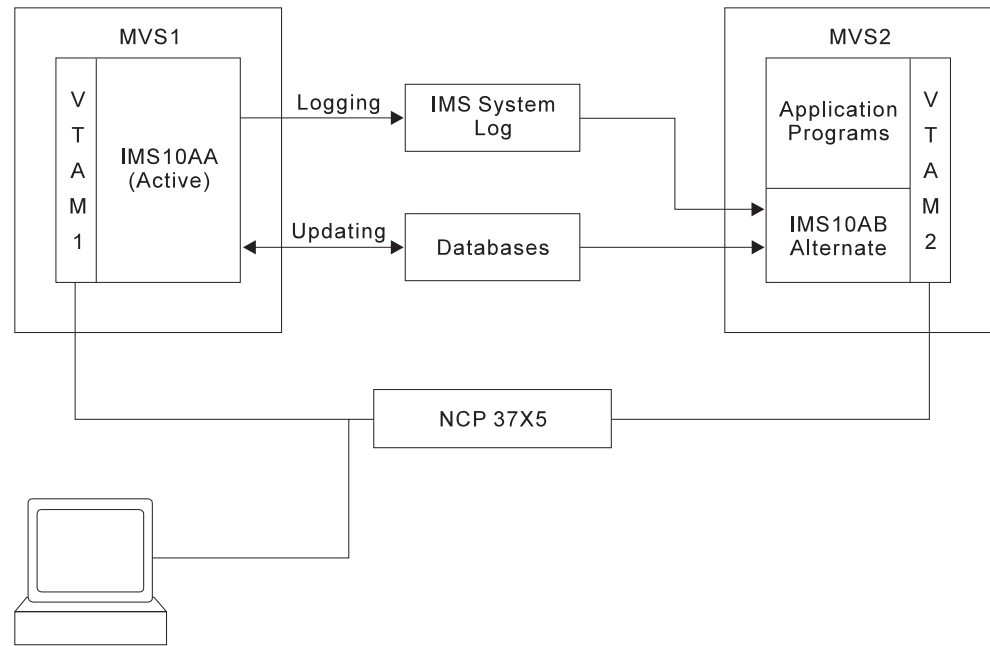 MVS1
MVS2
V
T
A
M
1
IMS10AA
(Active)
Logging
IMS System
Log
Updating
Databases
Application
Programs
IMS10AB
Alternate
V
T
A
M
2
NCP 37X5